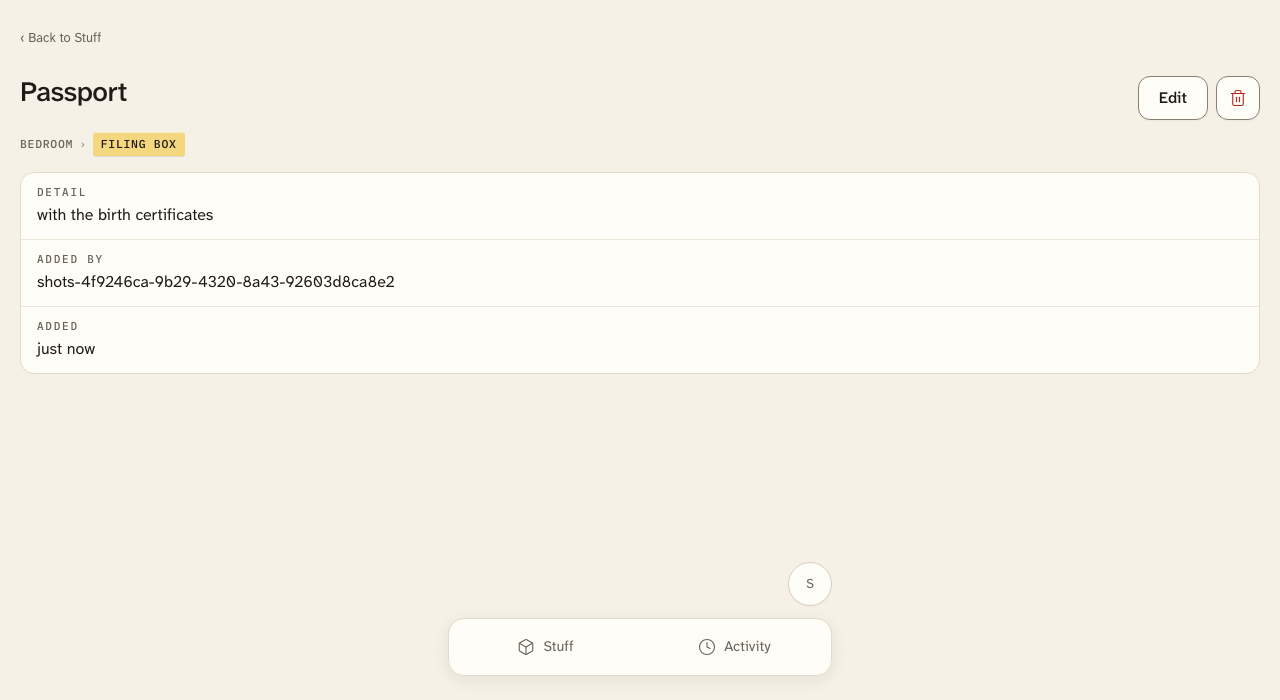 ‹ Back to Stuff
Passport
Edit
BEDROOM › FILING BOX
DETAIL
with the birth certificates
ADDED BY
shots-4f9246ca-9b29-4320-8a43-92603d8ca8e2
ADDED
just now
S
Stuff
Activity